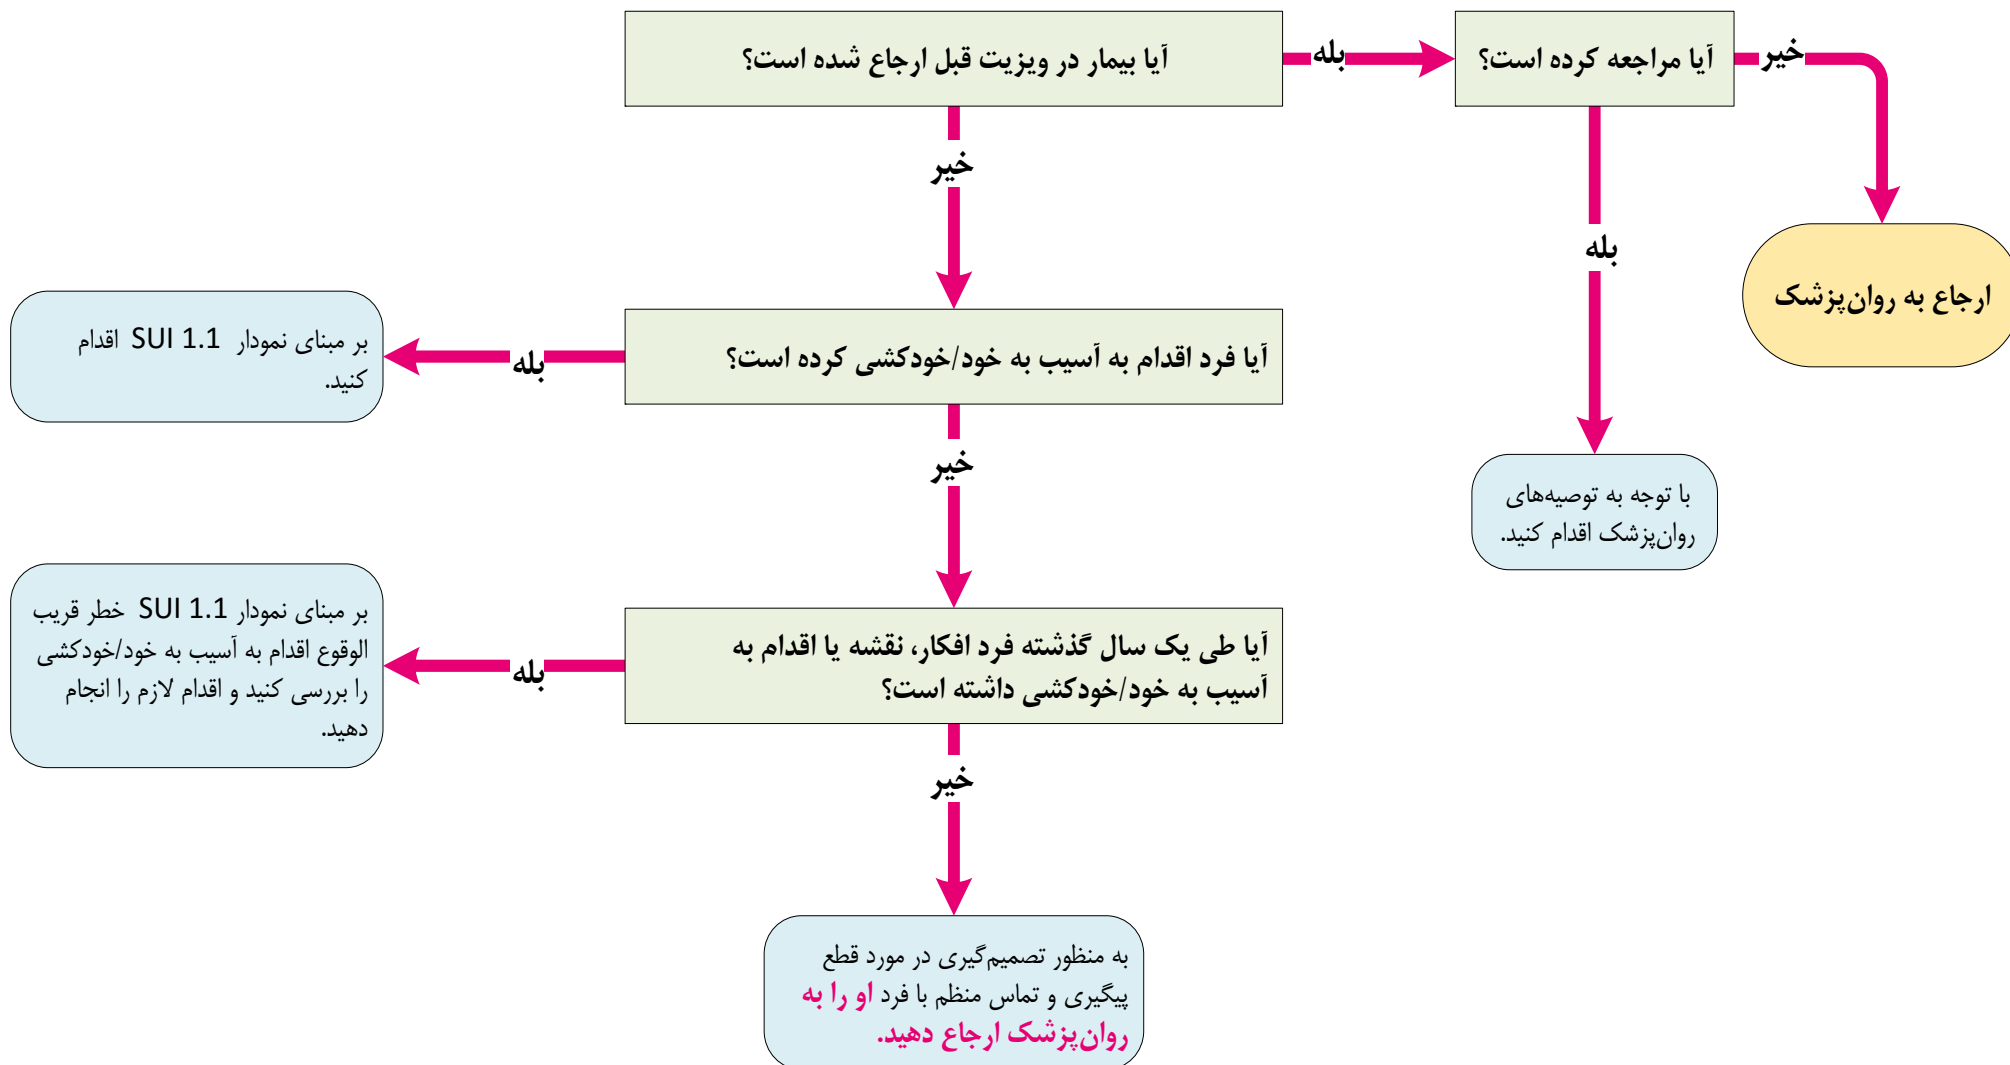 آیا بیمار در ویزیت قبل ارجاع شده است؟
بله
آیا مراجعه کرده است؟
خیر
ارجاع به روان‌پزشک
بله
با توجه به توصیه‌های
روان‌پزشک اقدام کنید.
خیر
آیا فرد اقدام به آسیب به خود/خودکشی کرده است؟
بله
بر مبنای نمودار SUI 1.1 اقدام
کنید.
خیر
آیا طی یک سال گذشته فرد افکار، نقشه یا اقدام به
آسیب به خود/خودکشی داشته است؟
بله
بر مبنای نمودار SUI 1.1 خطر قریب
الوقوع اقدام به آسیب به خود/خودکشی
را بررسی کنید و اقدام لازم را انجام
دهید.
خیر
به منظور تصمیم‌گیری در مورد قطع
پیگیری و تماس منظم با فرد او را به
روان‌پزشک ارجاع دهید.